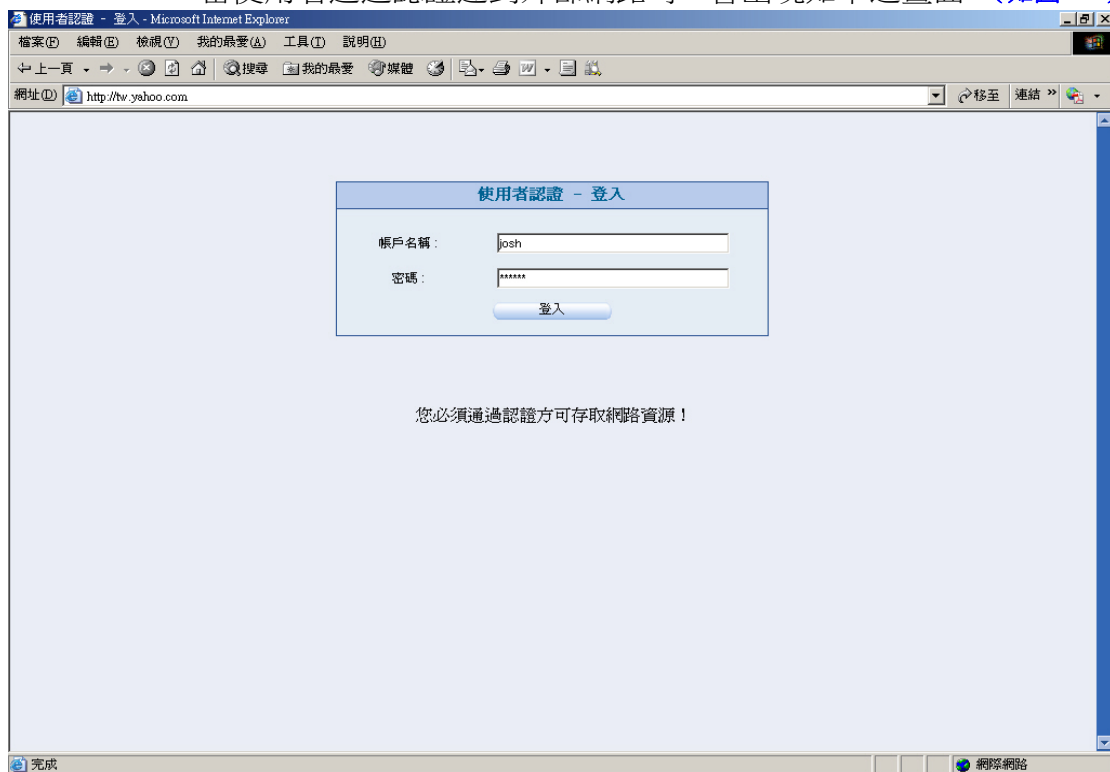 使用者認證 - 登入 - Microsoft Internet Explorer
檔案(F) 編輯(E) 檢視(V) 我的最愛(A) 工具(T) 說明(H)
上一頁 搜尋 我的最愛 媒體
網址(D) http://tw.yahoo.com 移至 連結 »
使用者認證 - 登入
帳戶名稱 : josh
密碼 : ******
登入
您必須通過認證方可存取網路資源！
完成 網際網路